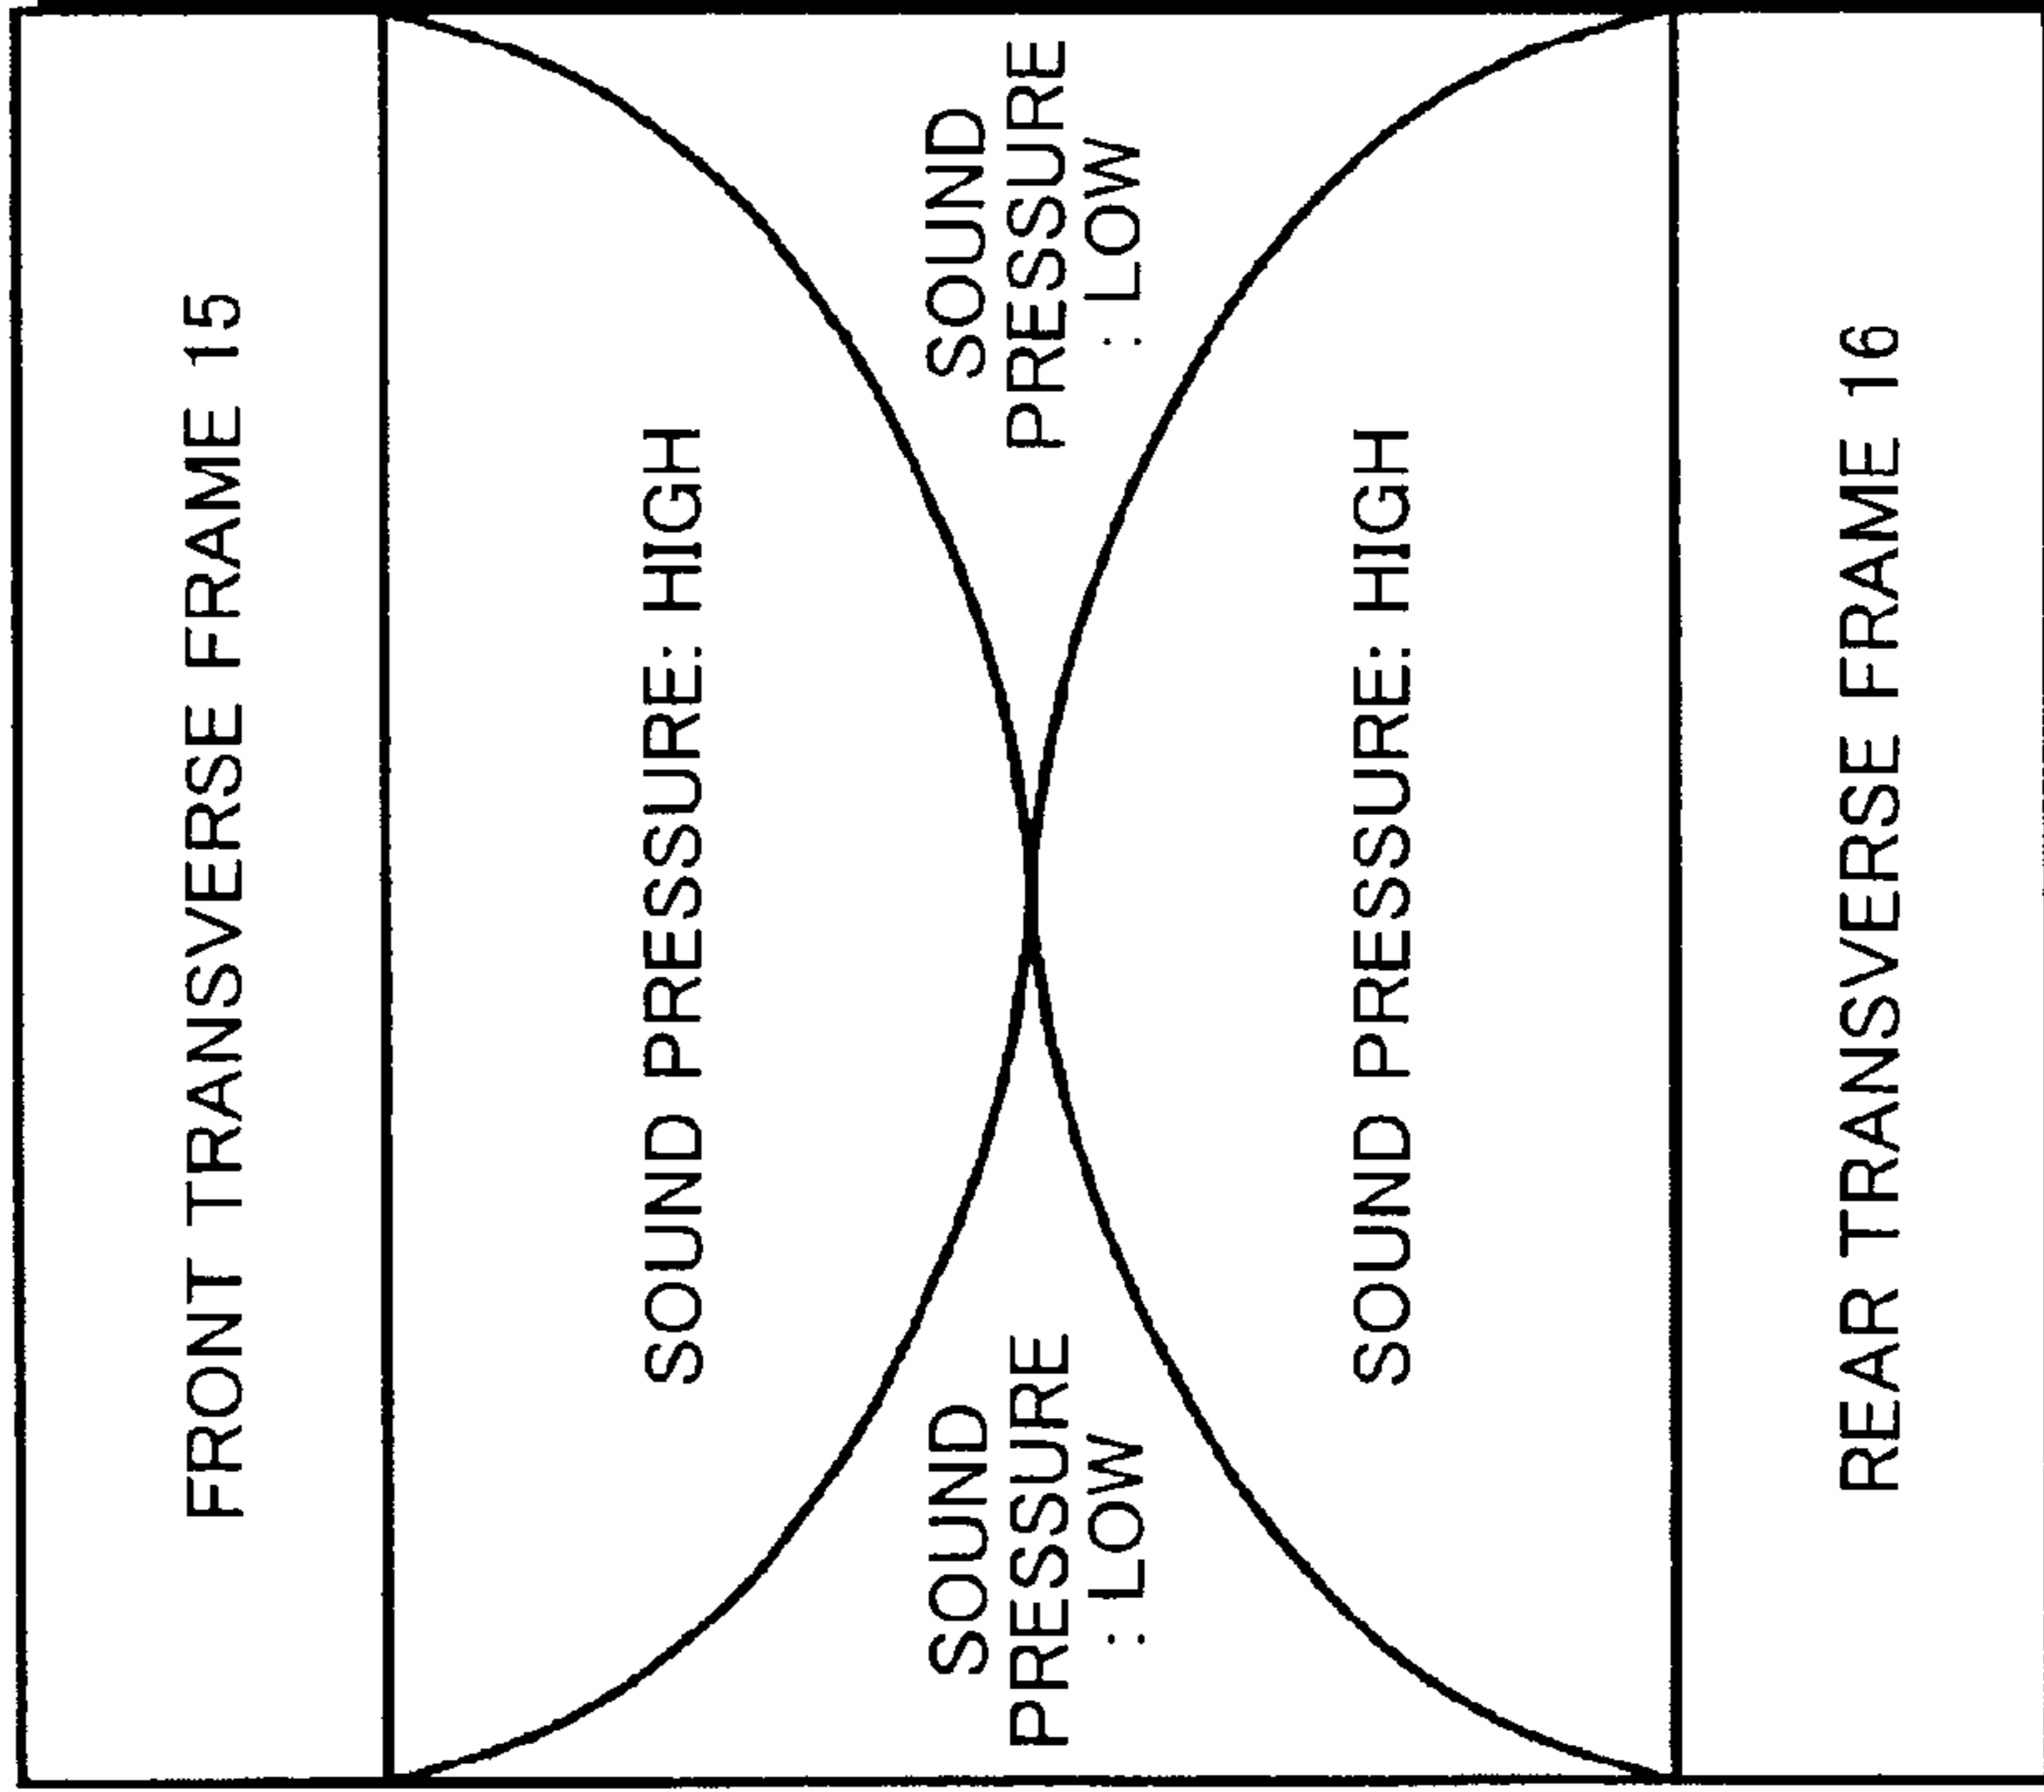 FRONT TRANSVERSE FRAME 15
SOUND PRESSURE: HIGH
SOUND
PRESSURE
: LOW
SOUND
PRESSURE
: LOW
SOUND PRESSURE: HIGH
REAR TRANSVERSE FRAME 16